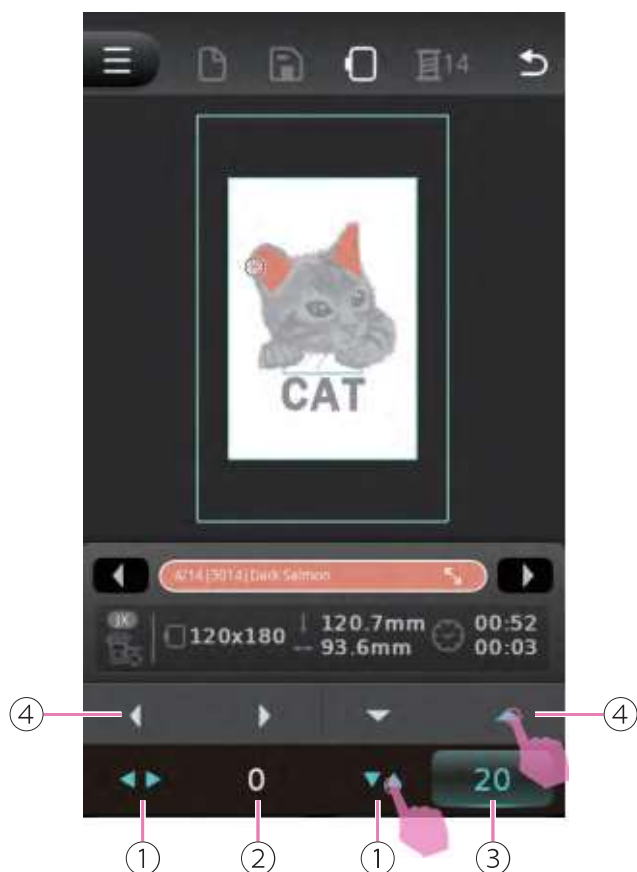 14
CAT
4/14 | 3014 | Dark Salmon
JX 120x180 120.7mm 00:52
93.6mm 00:03
④ ④
0 20
① ② ① ③